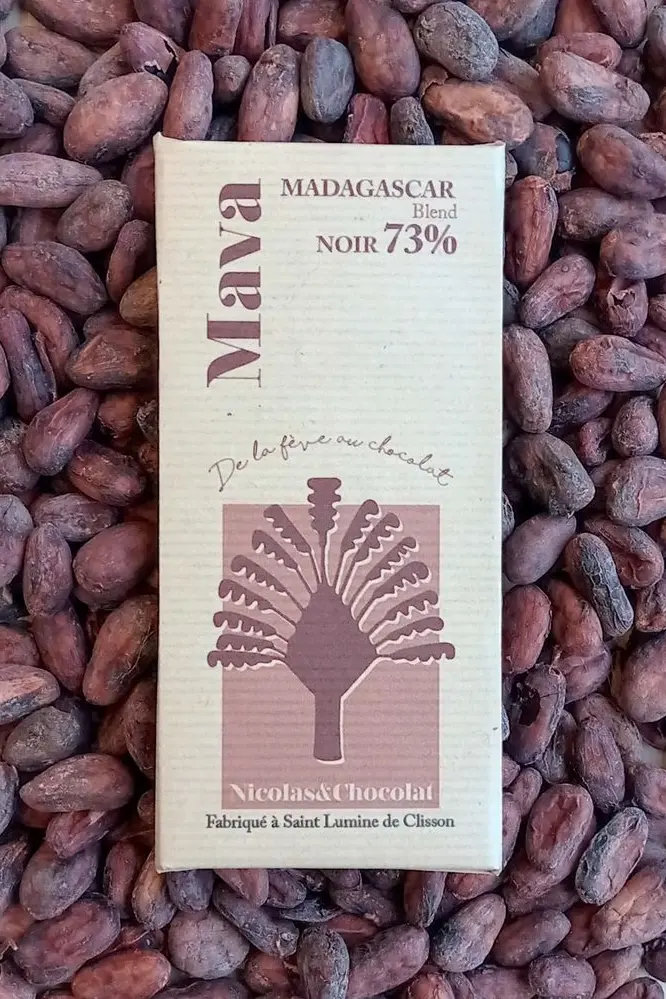 Mava
MADAGASCAR
Blend
NOIR 73%
De la fève au chocolat
Nicolas&Chocolat
Fabriqué à Saint Lumine de Clisson